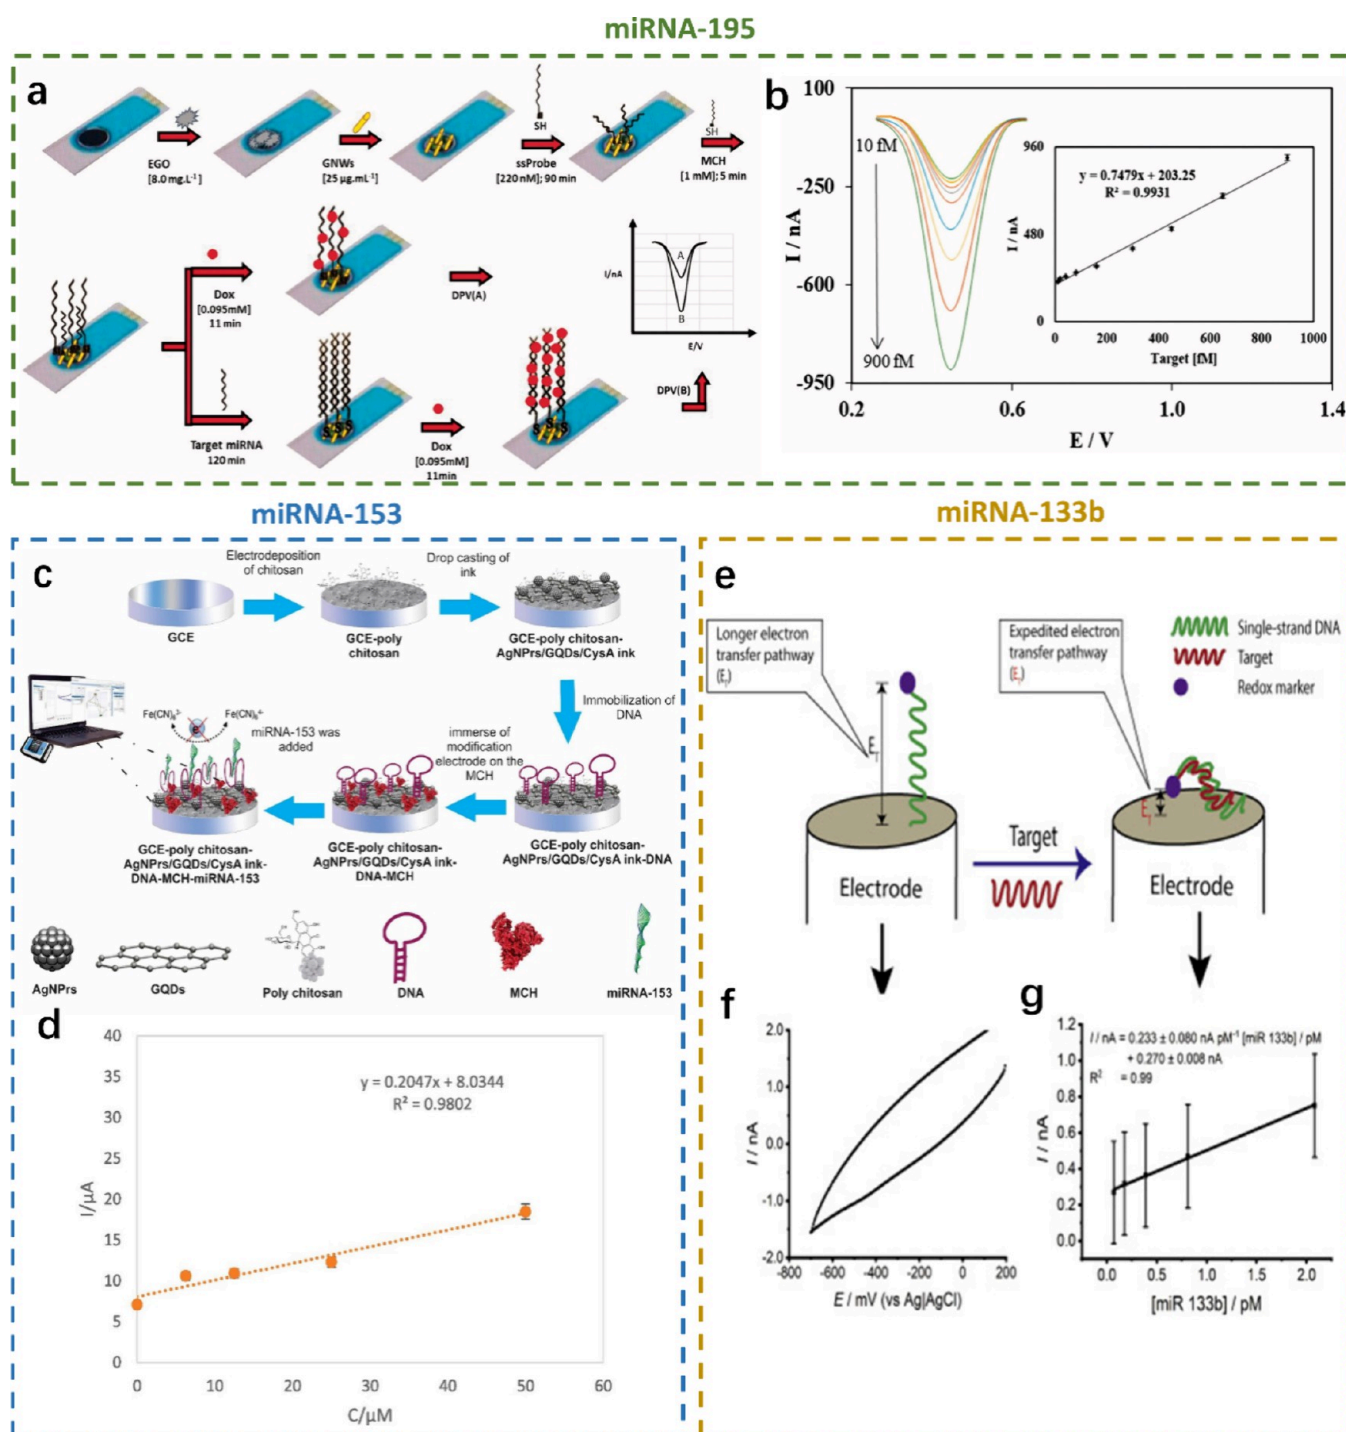 miRNA-195
a
EGO
[8.0 mg.L⁻¹]
GNWs
[25 µg.mL⁻¹]
SH
ssProbe
[220 nM]; 90 min
SH
MCH
[1 mM]; 5 min
Dox
[0.095mM]
11 min
DPV(A)
I/nA
A
B
E/V
Target miRNA
120 min
S S S
Dox
[0.095mM]
11min
S S S
DPV(B)
b
100
-250
-600
-950
I / nA
10 fM
900 fM
0.2
0.6
1.0
1.4
E / V
960
480
0
I / nA
y = 0.7479x + 203.25
R² = 0.9931
0 200 400 600 800 1000
Target [fM]
miRNA-153
c
GCE
Electrodeposition
of chitosan
GCE-poly
chitosan
Drop casting of
ink
GCE-poly chitosan-
AgNPrs/GQDs/CysA ink
Immobilization of
DNA
GCE-poly chitosan-
AgNPrs/GQDs/CysA ink-DNA
immerse of
modification
electrode on the
MCH
GCE-poly chitosan-
AgNPrs/GQDs/CysA ink-
DNA-MCH
miRNA-153 was
added
Fe(CN)₆³⁻
Fe(CN)₆⁴⁻
GCE-poly chitosan-
AgNPrs/GQDs/CysA ink-
DNA-MCH-miRNA-153
AgNPrs
GQDs
Poly chitosan
DNA
MCH
miRNA-153
d
40
35
30
25
20
15
10
5
0
I/µA
y = 0.2047x + 8.0344
R² = 0.9802
0 10 20 30 40 50 60
C/µM
miRNA-133b
e
Longer electron
transfer pathway
(E_T)
E_T
Electrode
Target
Expedited electron
transfer pathway
(E_T)
E_T
Electrode
Single-strand DNA
Target
Redox marker
f
2.0
1.0
0.0
-1.0
-2.0
I / nA
-800 -600 -400 -200 0 200
E / mV (vs Ag|AgCl)
g
1.2
1.0
0.8
0.6
0.4
0.2
0.0
I / nA
I / nA = 0.233 ± 0.080 nA pM⁻¹ [miR 133b] / pM
+ 0.270 ± 0.008 nA
R² = 0.99
0.0 0.5 1.0 1.5 2.0
[miR 133b] / pM